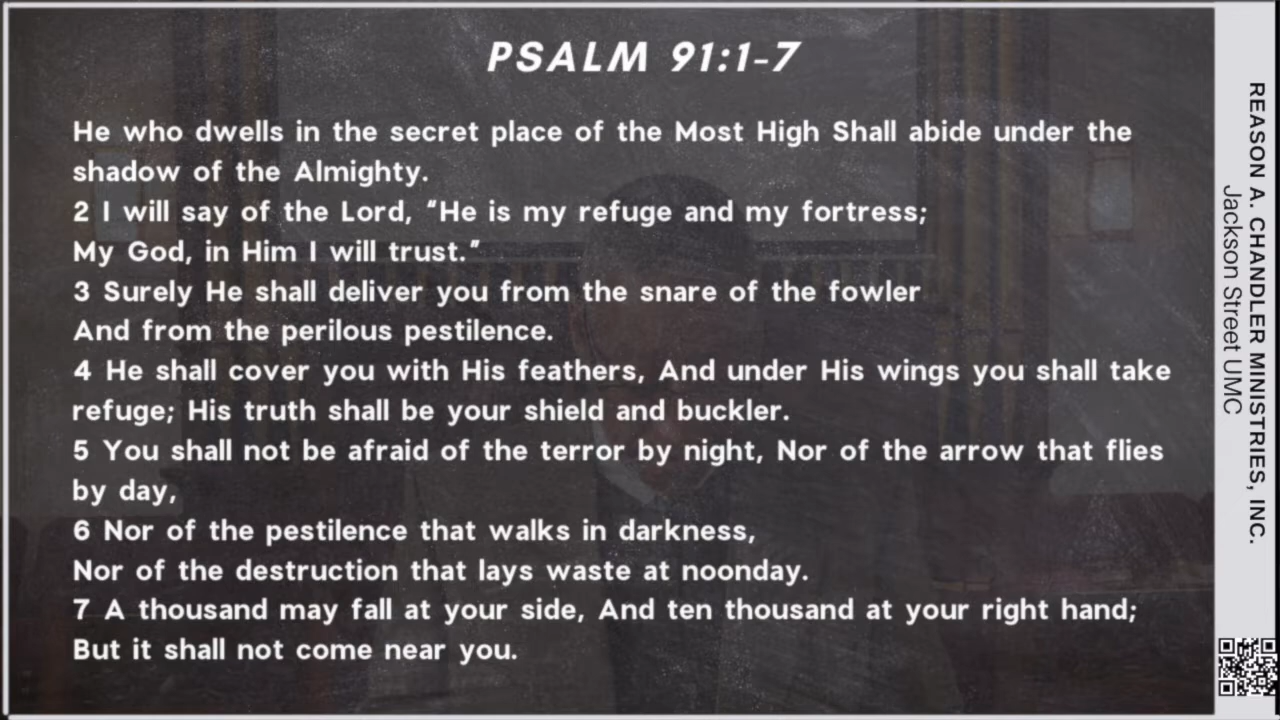 PSALM 91:1-7
He who dwells in the secret place of the Most High Shall abide under the
shadow of the Almighty.
2 I will say of the Lord, “He is my refuge and my fortress;
My God, in Him I will trust.”
3 Surely He shall deliver you from the snare of the fowler
And from the perilous pestilence.
4 He shall cover you with His feathers, And under His wings you shall take
refuge; His truth shall be your shield and buckler.
5 You shall not be afraid of the terror by night, Nor of the arrow that flies
by day,
6 Nor of the pestilence that walks in darkness,
Nor of the destruction that lays waste at noonday.
7 A thousand may fall at your side, And ten thousand at your right hand;
But it shall not come near you.
REASON A. CHANDLER MINISTRIES, INC.
Jackson Street UMC